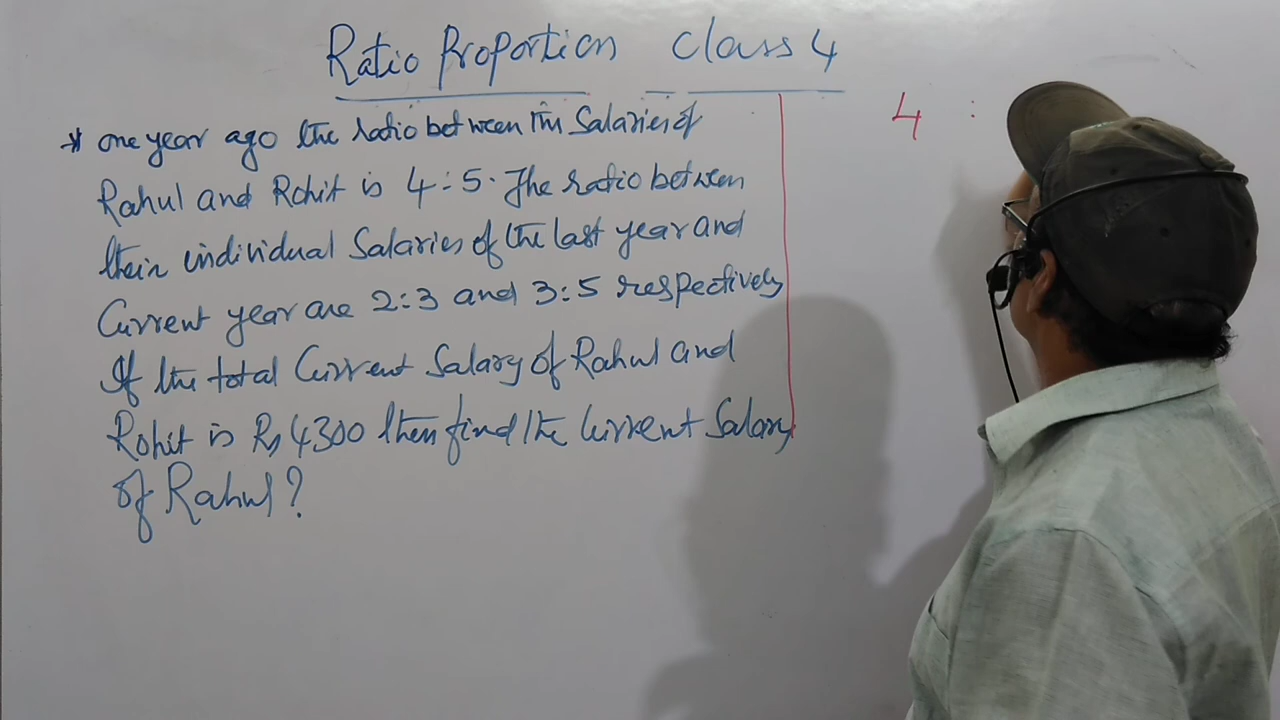 Ratio Proportion Class 4
* one year ago the ratio between the Salaries of
Rahul and Rohit is 4:5. The ratio between
their individual Salaries of the last year and
Current year are 2:3 and 3:5 respectively
If the total Current Salary of Rahul and
Rohit is Rs 4300 then find the Current Salary
of Rahul?
4 :